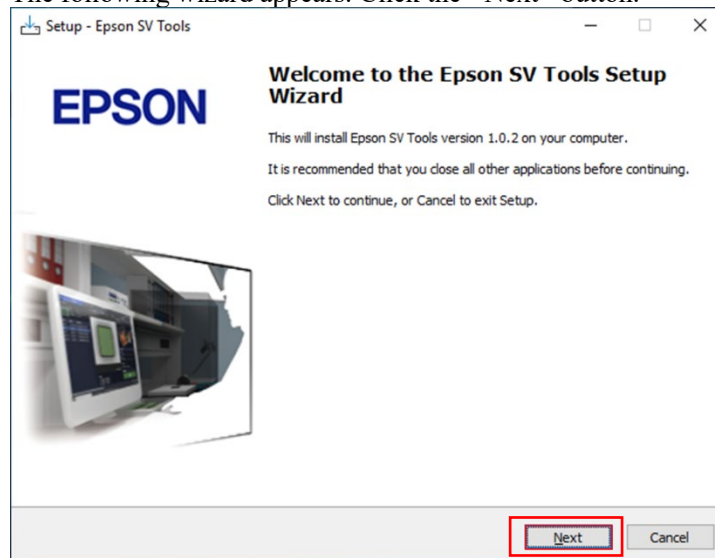 The following wizard appears. Click the "Next" button.
Setup - Epson SV Tools
EPSON
Welcome to the Epson SV Tools Setup
Wizard
This will install Epson SV Tools version 1.0.2 on your computer.
It is recommended that you close all other applications before continuing.
Click Next to continue, or Cancel to exit Setup.
Next
Cancel